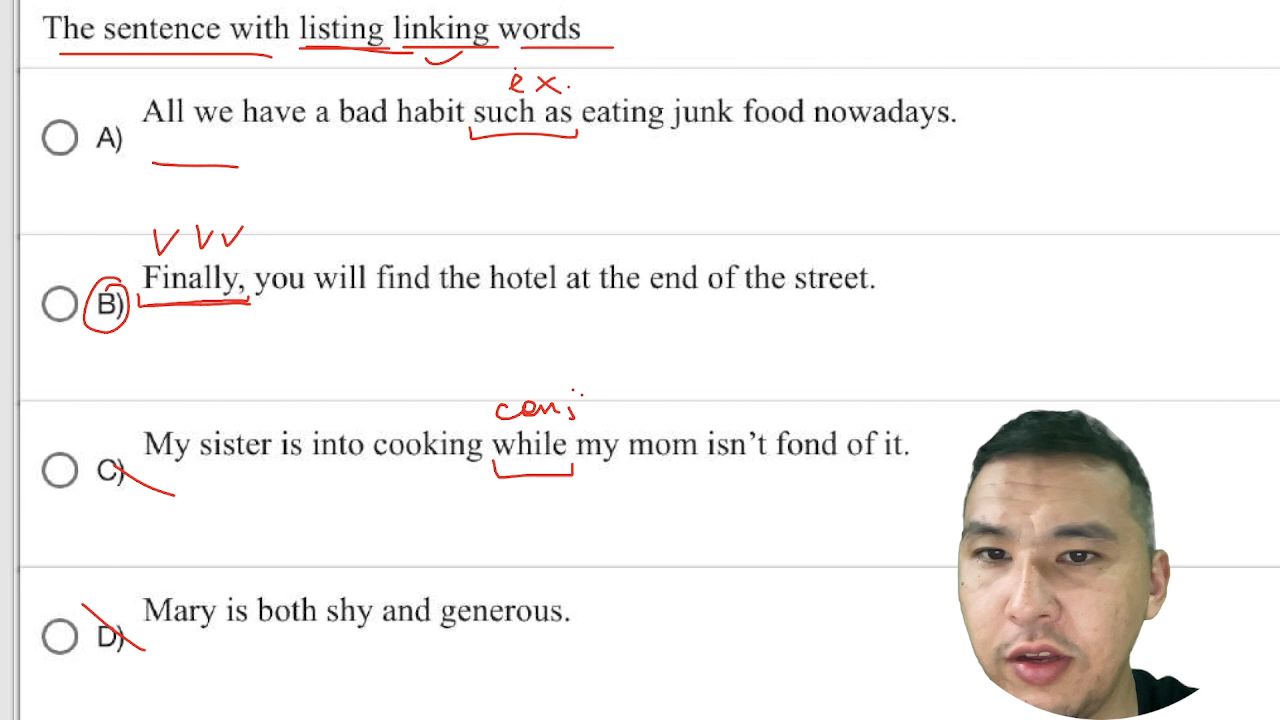 The sentence with listing linking words
ex.
All we have a bad habit such as eating junk food nowadays.
A)
V V V
Finally, you will find the hotel at the end of the street.
B)
conj
My sister is into cooking while my mom isn't fond of it.
C)
Mary is both shy and generous.
D)